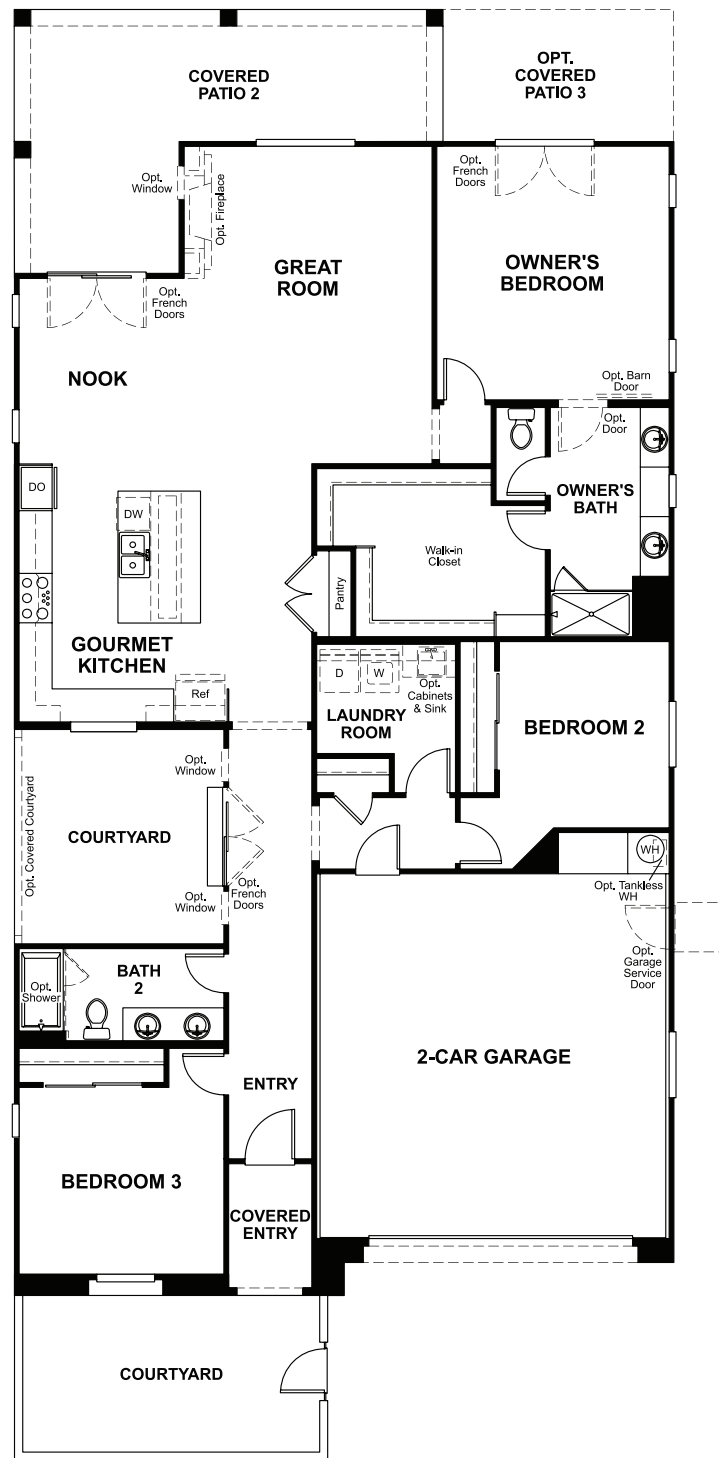 COVERED
PATIO 2
OPT.
COVERED
PATIO 3
Opt.
Window
Opt. Fireplace
Opt.
French
Doors
GREAT
ROOM
OWNER'S
BEDROOM
Opt.
French
Doors
NOOK
Opt. Barn
Door
Opt.
Door
DO
DW
OWNER'S
BATH
Walk-in
Closet
Pantry
GOURMET
KITCHEN
Ref
D
W
Opt.
Cabinets
& Sink
LAUNDRY
ROOM
BEDROOM 2
Opt.
Window
Opt. Covered Courtyard
COURTYARD
WH
Opt. Tankless
WH
Opt.
Window
Opt.
French
Doors
Opt.
Garage
Service
Door
BATH
2
Opt.
Shower
2-CAR GARAGE
ENTRY
BEDROOM 3
COVERED
ENTRY
COURTYARD